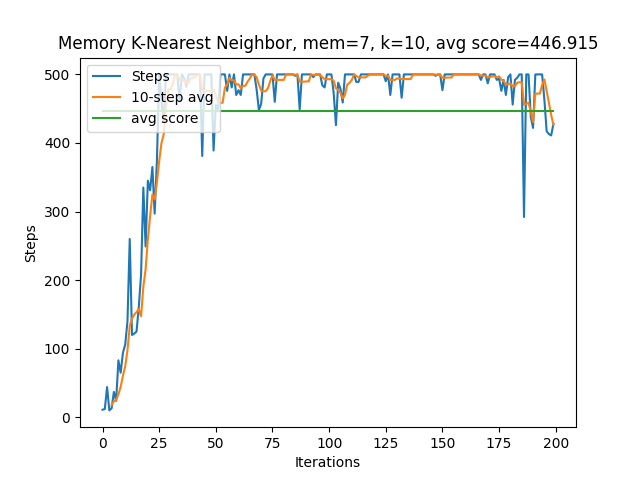 Memory K-Nearest Neighbor, mem=7, k=10, avg score=446.915
Steps
10-step avg
avg score
500
400
300
200
100
0
Steps
0 25 50 75 100 125 150 175 200
Iterations